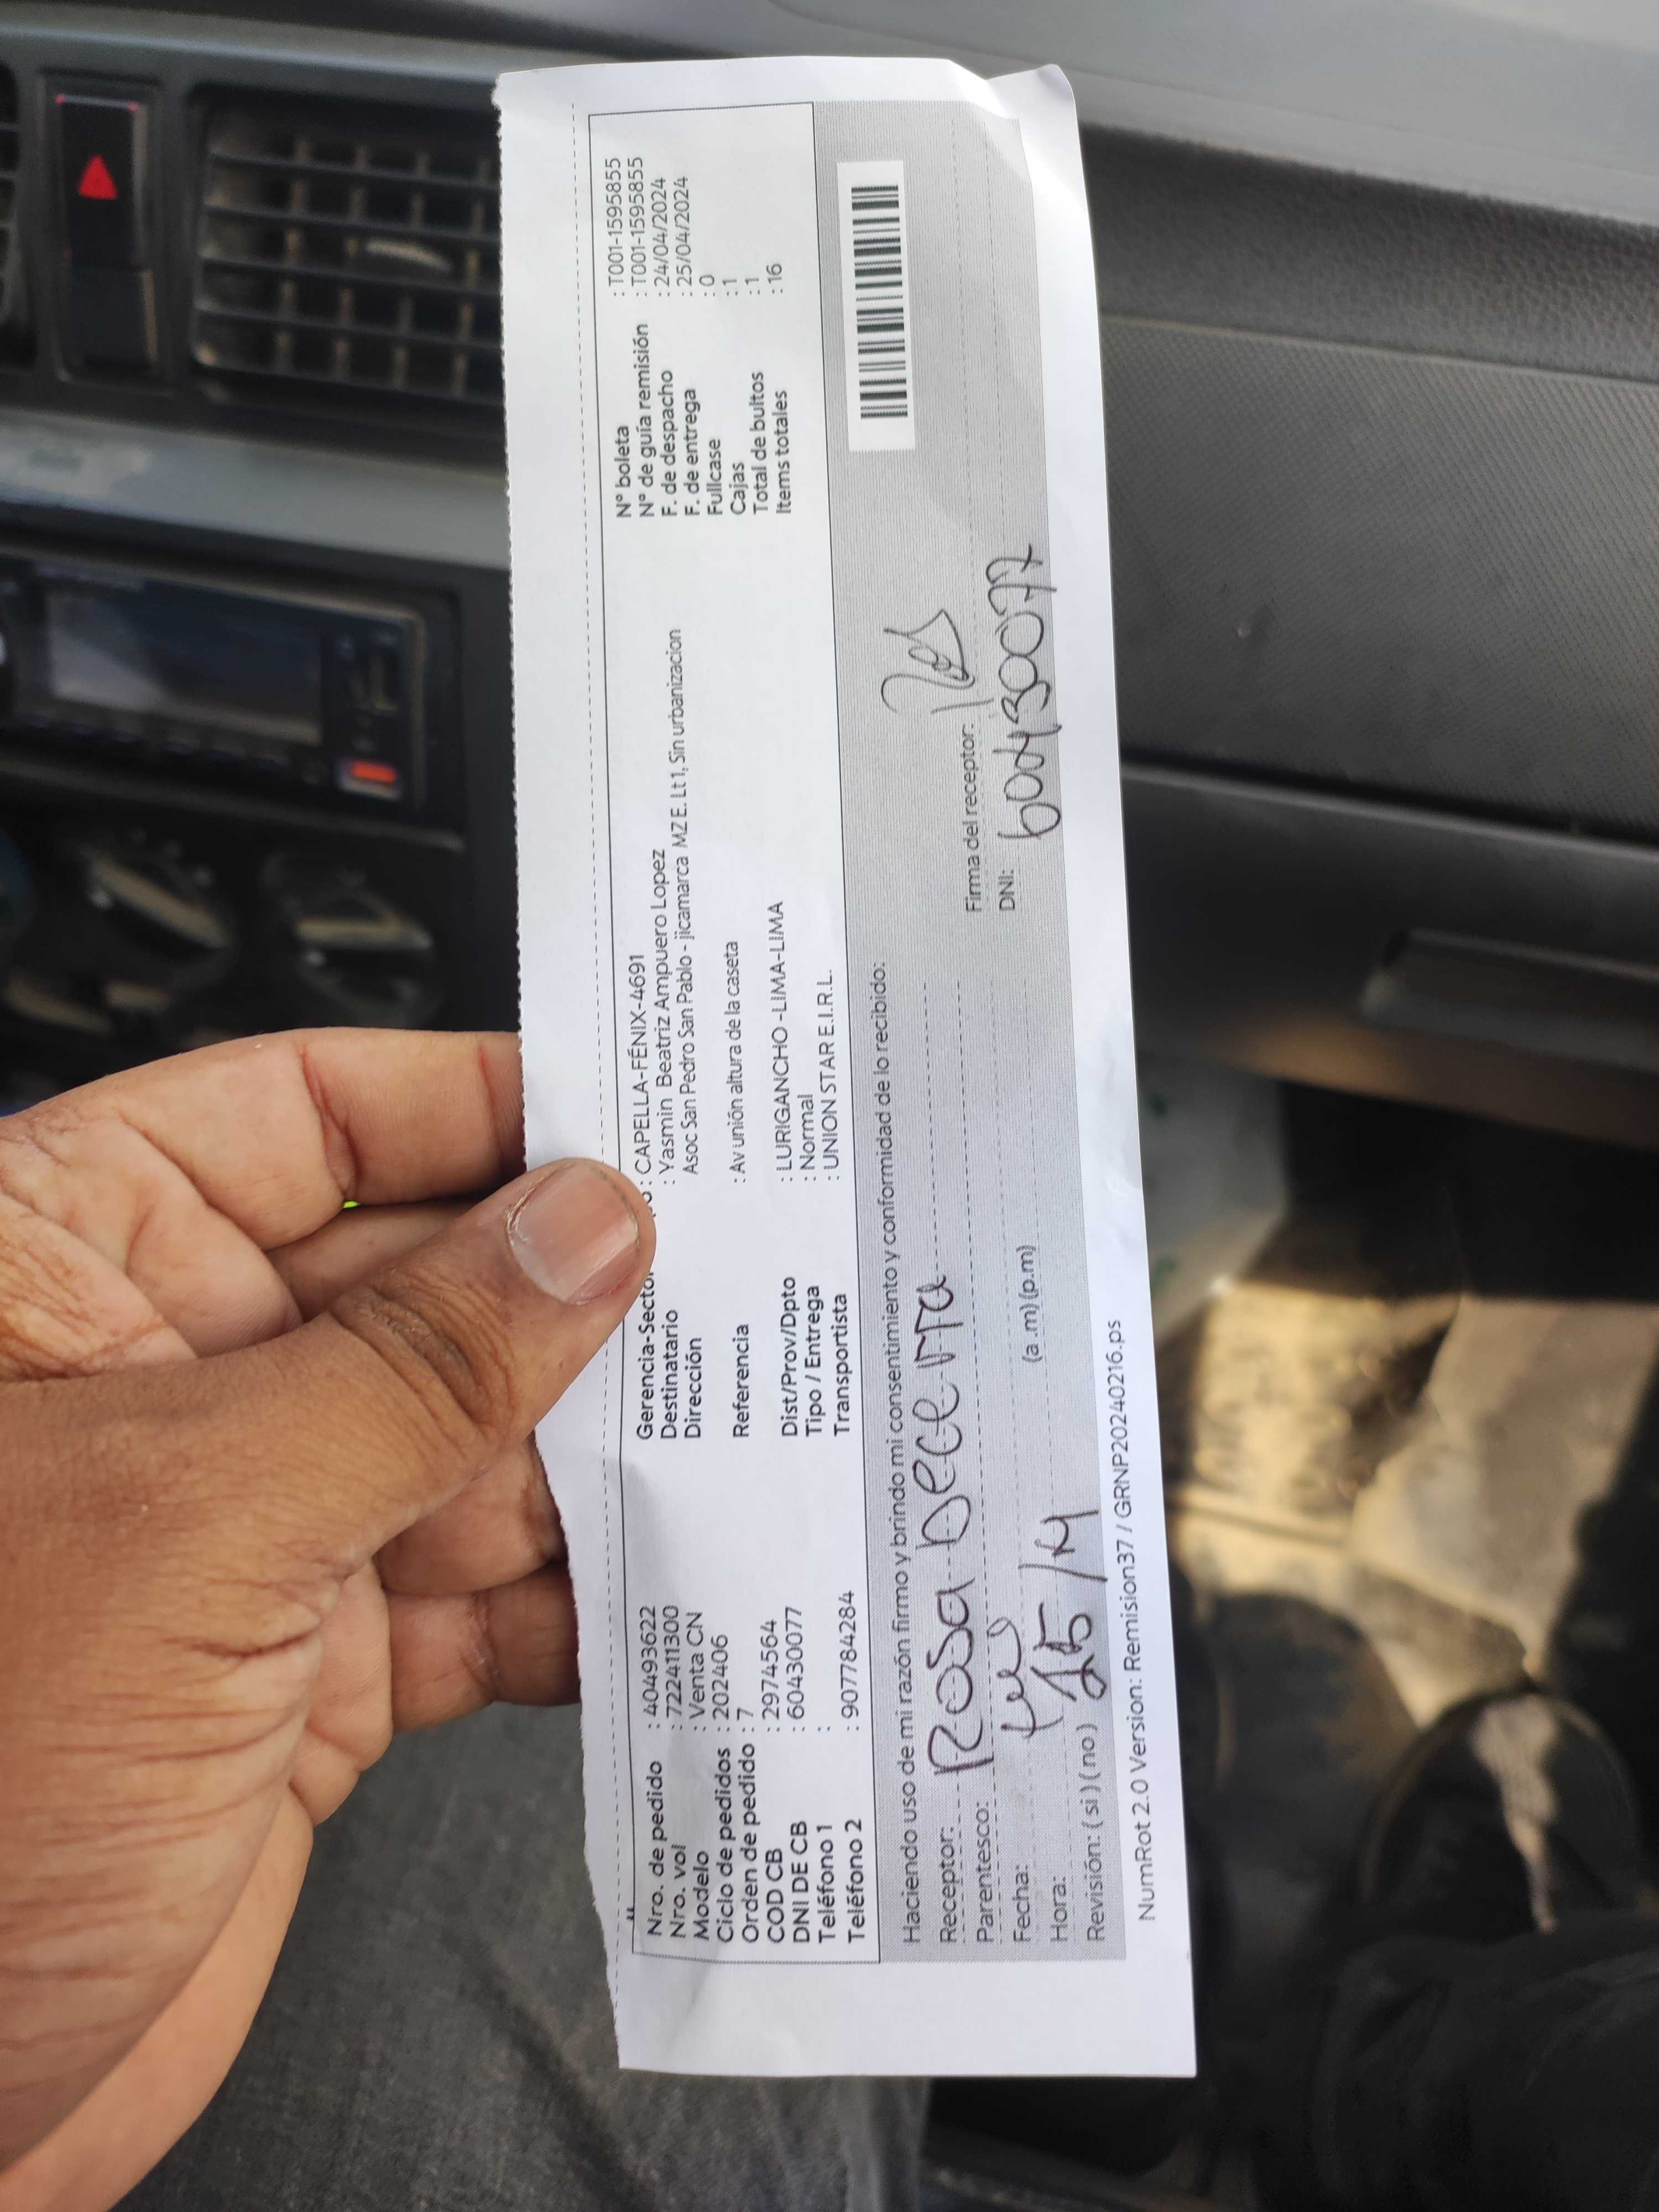 Nro. de pedido : 40493622
Nro. vol : 722411300
Modelo : Venta CN
Ciclo de pedidos : 202406
Orden de pedido : 7
COD CB : 2974564
DNI DE CB : 60430077
Teléfono 1 :
Teléfono 2 : 907784284
Gerencia-Sector : CAPELLA-FÉNIX-4691
Destinatario : Yasmin Beatriz Ampuero Lopez
Dirección Asoc San Pedro San Pablo - jicamarca MZ E. Lt 1, Sin urbanizacion
Referencia : Av unión altura de la caseta
Dist/Prov/Dpto : LURIGANCHO -LIMA-LIMA
Tipo / Entrega : Normal
Transportista : UNION STAR E.I.R.L.
N° boleta : T001-1595855
N° de guía remisión : T001-1595855
F. de despacho : 24/04/2024
F. de entrega : 25/04/2024
Fullcase : 0
Cajas : 1
Total de bultos : 1
Items totales : 16
Haciendo uso de mi razón firmo y brindo mi consentimiento y conformidad de lo recibido:
Receptor: Rosa Becerra
Parentesco:
Fecha:
Hora: 25/4 (a .m) (p.m)
Revisión: ( si ) ( no )
Firma del receptor:
DNI: 60430077
NumRot 2.0 Version: Remision37 / GRNP20240216.ps